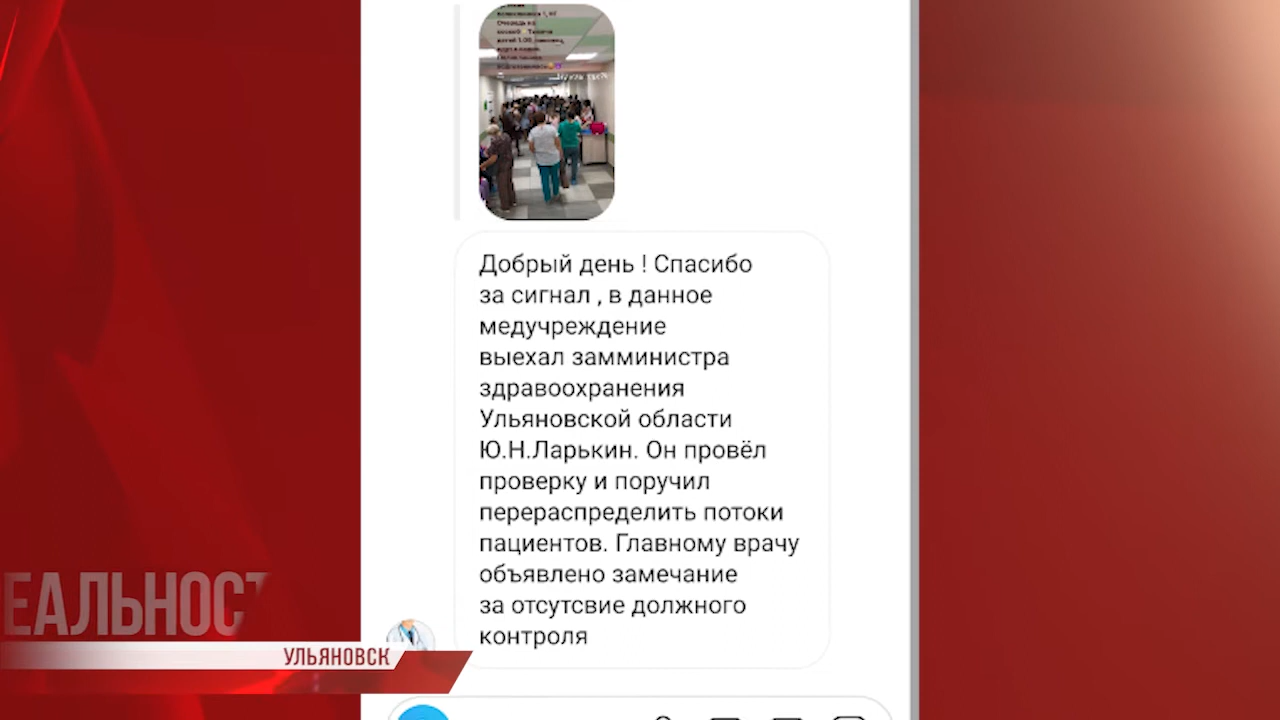 Добрый день ! Спасибо
за сигнал , в данное
медучреждение
выехал замминистра
здравоохранения
Ульяновской области
Ю.Н.Ларькин. Он провёл
проверку и поручил
перераспределить потоки
пациентов. Главному врачу
объявлено замечание
за отсутсвие должного
контроля
ЕАЛЬНОСТ
УЛЬЯНОВСК